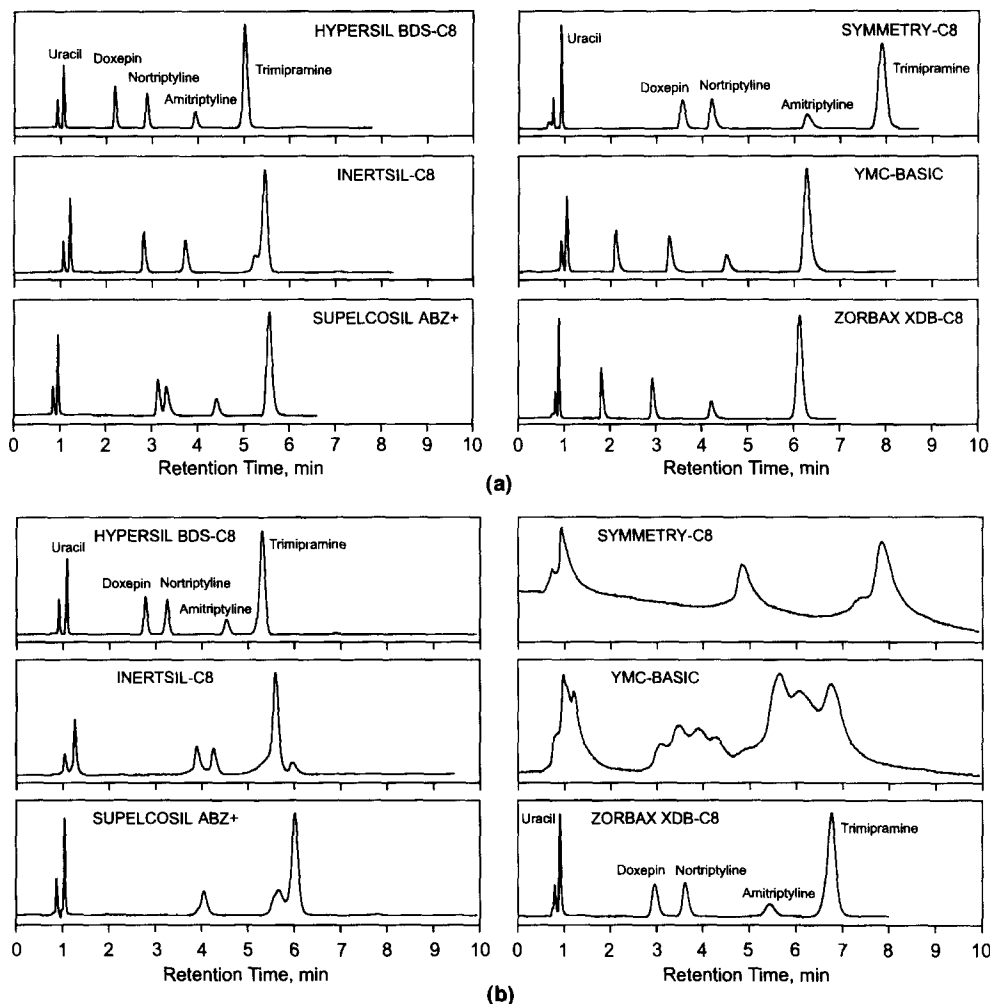 HYPERSIL BDS-C8
Uracil
Doxepin
Nortriptyline
Amitriptyline
Trimipramine
SYMMETRY-C8
Uracil
Doxepin
Nortriptyline
Amitriptyline
Trimipramine
INERTSIL-C8
YMC-BASIC
SUPELCOSIL ABZ+
ZORBAX XDB-C8
0 1 2 3 4 5 6 7 8 9 10
Retention Time, min
0 1 2 3 4 5 6 7 8 9 10
Retention Time, min
(a)
HYPERSIL BDS-C8
Uracil
Doxepin
Nortriptyline
Amitriptyline
Trimipramine
SYMMETRY-C8
INERTSIL-C8
YMC-BASIC
SUPELCOSIL ABZ+
Uracil
ZORBAX XDB-C8
Doxepin
Nortriptyline
Amitriptyline
Trimipramine
0 1 2 3 4 5 6 7 8 9 10
Retention Time, min
0 1 2 3 4 5 6 7 8 9 10
Retention Time, min
(b)